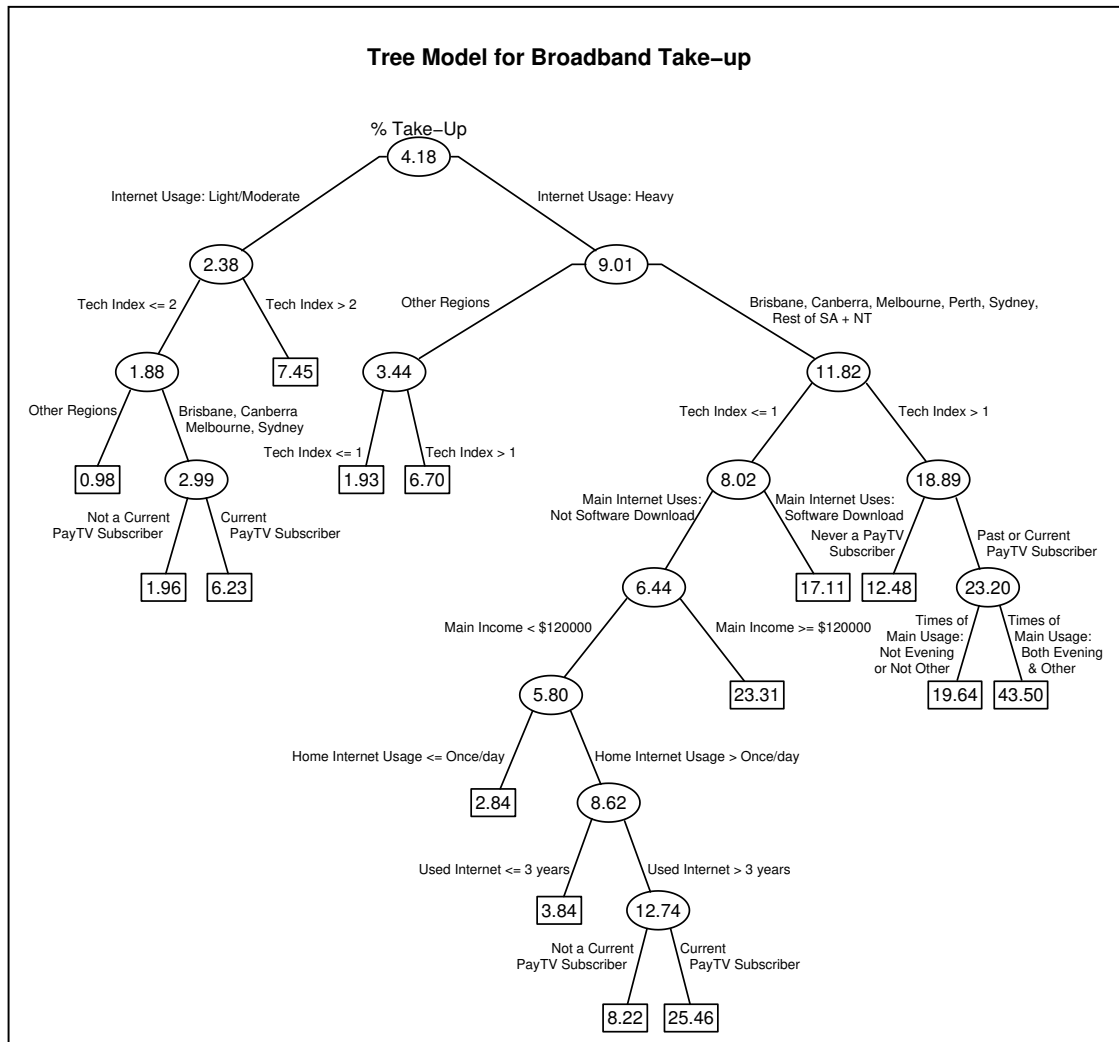 Tree Model for Broadband Take−up
% Take−Up
4.18
Internet Usage: Light/Moderate
Internet Usage: Heavy
2.38
9.01
Tech Index <= 2
Tech Index > 2
Other Regions
Brisbane, Canberra, Melbourne, Perth, Sydney,
Rest of SA + NT
1.88
7.45
3.44
11.82
Other Regions
Brisbane, Canberra
Melbourne, Sydney
Tech Index <= 1
Tech Index > 1
Tech Index <= 1
Tech Index > 1
0.98
2.99
1.93
6.70
8.02
18.89
Not a Current
PayTV Subscriber
Current
PayTV Subscriber
Main Internet Uses:
Not Software Download
Main Internet Uses:
Software Download
Never a PayTV
Subscriber
Past or Current
PayTV Subscriber
1.96
6.23
6.44
17.11
12.48
23.20
Main Income < $120000
Main Income >= $120000
Times of
Main Usage:
Not Evening
or Not Other
Times of
Main Usage:
Both Evening
& Other
5.80
23.31
19.64
43.50
Home Internet Usage <= Once/day
Home Internet Usage > Once/day
2.84
8.62
Used Internet <= 3 years
Used Internet > 3 years
3.84
12.74
Not a Current
PayTV Subscriber
Current
PayTV Subscriber
8.22
25.46